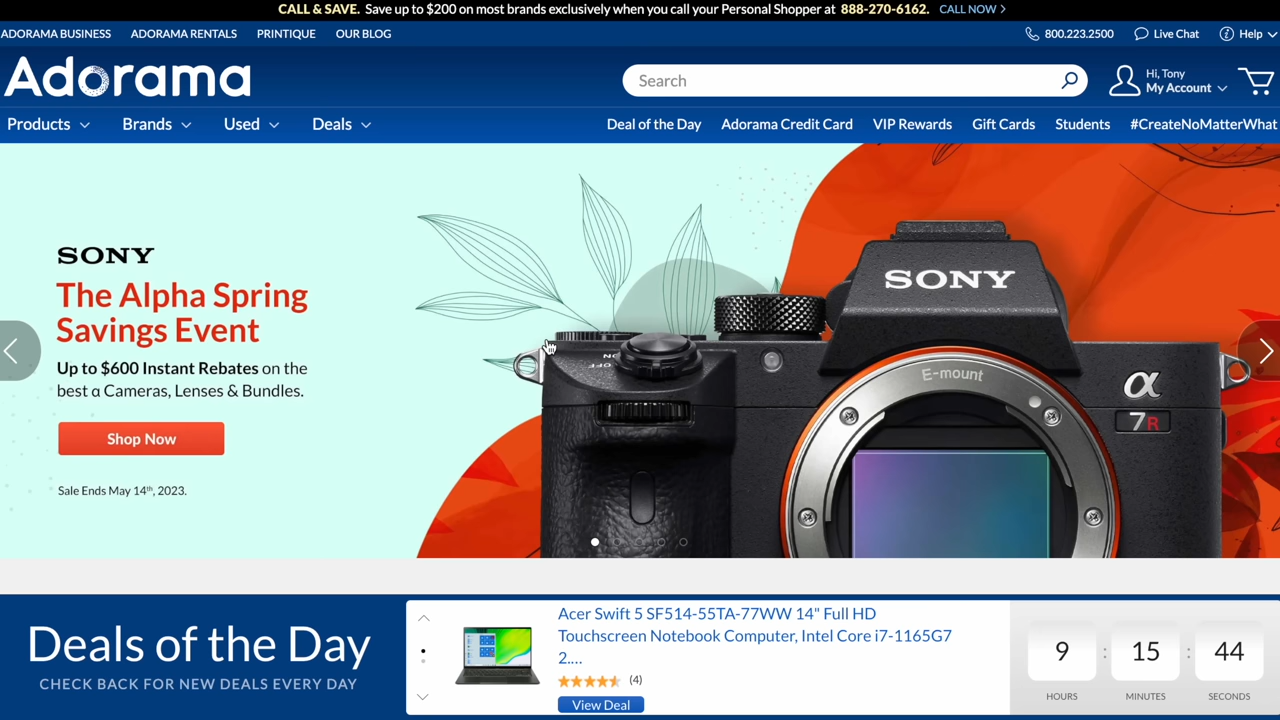 CALL & SAVE. Save up to $200 on most brands exclusively when you call your Personal Shopper at 888-270-6162. CALL NOW
ADORAMA BUSINESS ADORAMA RENTALS PRINTIQUE OUR BLOG 800.223.2500 Live Chat Help
Adorama
Search
Hi, Tony
My Account
Products Brands Used Deals Deal of the Day Adorama Credit Card VIP Rewards Gift Cards Students #CreateNoMatterWhat
SONY
The Alpha Spring
Savings Event
Up to $600 Instant Rebates on the
best α Cameras, Lenses & Bundles.
Shop Now
Sale Ends May 14th, 2023.
SONY
ON
OFF
E-mount
α
7R
Deals of the Day
CHECK BACK FOR NEW DEALS EVERY DAY
Acer Swift 5 SF514-55TA-77WW 14" Full HD
Touchscreen Notebook Computer, Intel Core i7-1165G7
2....
(4)
View Deal
9 : 15 : 44
HOURS MINUTES SECONDS